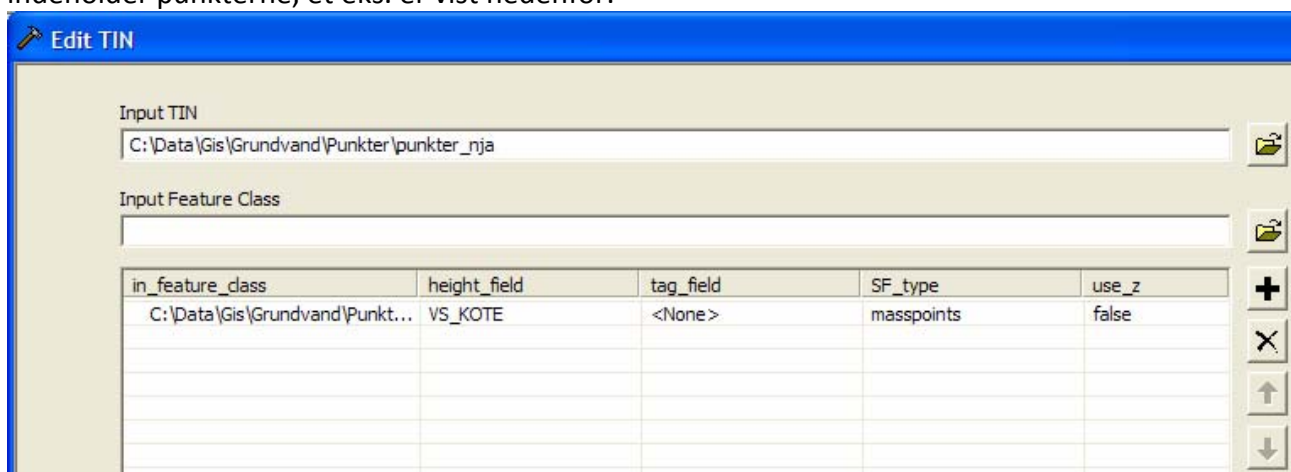 indeholder punkterne, et eks. er vist nedenfor:
Edit TIN
Input TIN
C:\Data\Gis\Grundvand\Punkter\punkter_nja
Input Feature Class
in_feature_class height_field tag_field SF_type use_z
C:\Data\Gis\Grundvand\Punkt... VS_KOTE <None> masspoints false